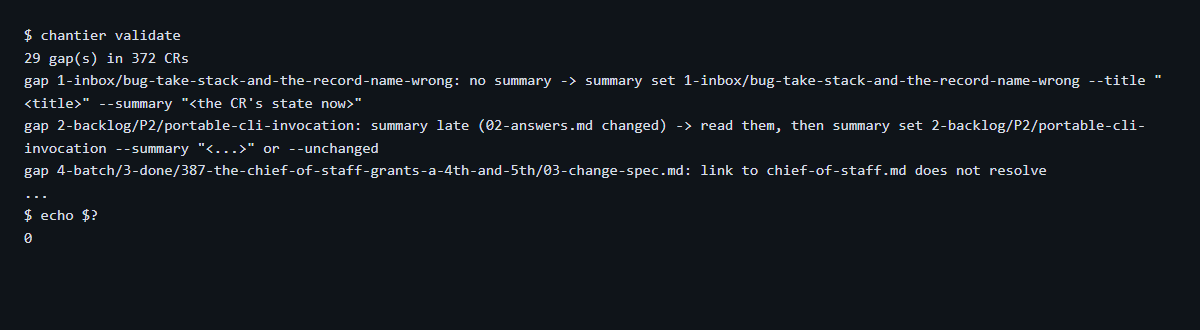 $ chantier validate
29 gap(s) in 372 CRs
gap 1-inbox/bug-take-stack-and-the-record-name-wrong: no summary -> summary set 1-inbox/bug-take-stack-and-the-record-name-wrong --title "
<title>" --summary "<the CR's state now>"
gap 2-backlog/P2/portable-cli-invocation: summary late (02-answers.md changed) -> read them, then summary set 2-backlog/P2/portable-cli-
invocation --summary "<...>" or --unchanged
gap 4-batch/3-done/387-the-chief-of-staff-grants-a-4th-and-5th/03-change-spec.md: link to chief-of-staff.md does not resolve
...
$ echo $?
0